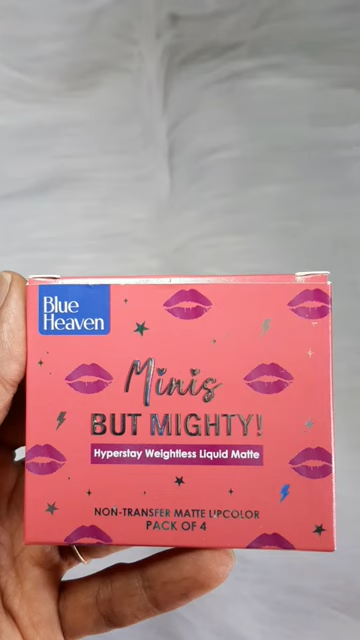 Blue
Heaven
Minis
BUT MIGHTY!
Hyperstay Weightless Liquid Matte
NON-TRANSFER MATTE LIPCOLOR
PACK OF 4